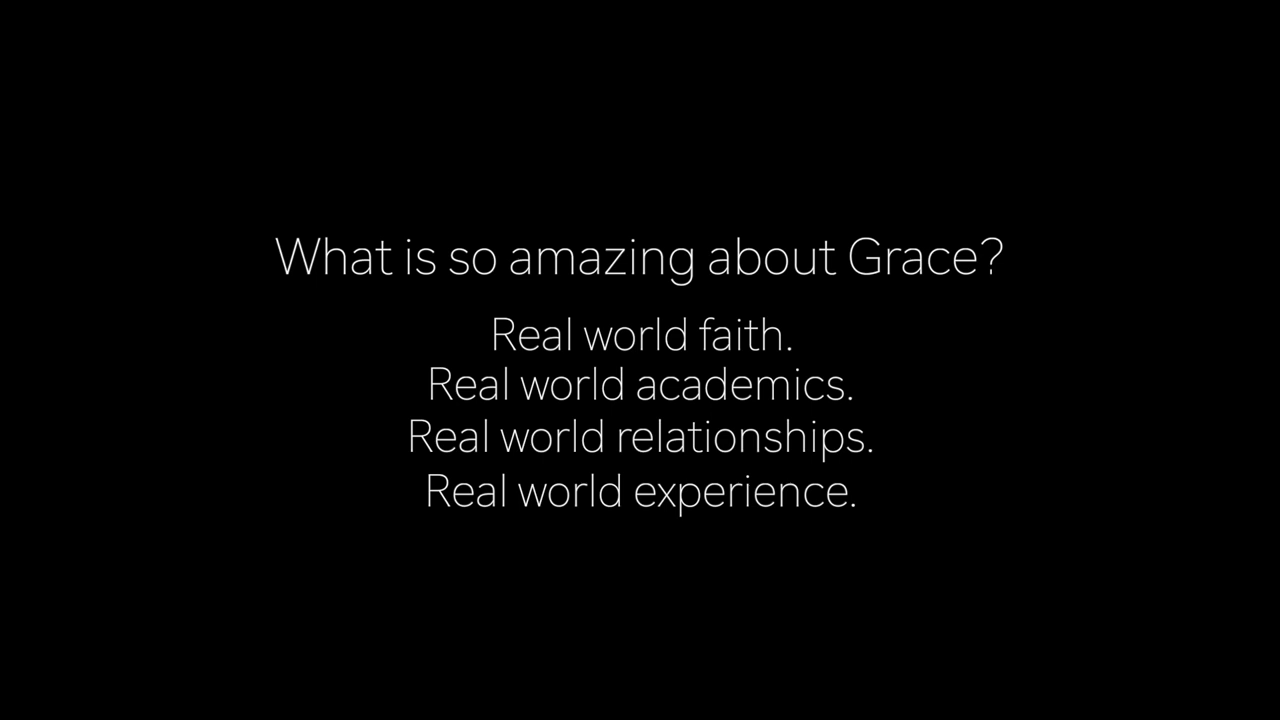 What is so amazing about Grace?
Real world faith.
Real world academics.
Real world relationships.
Real world experience.